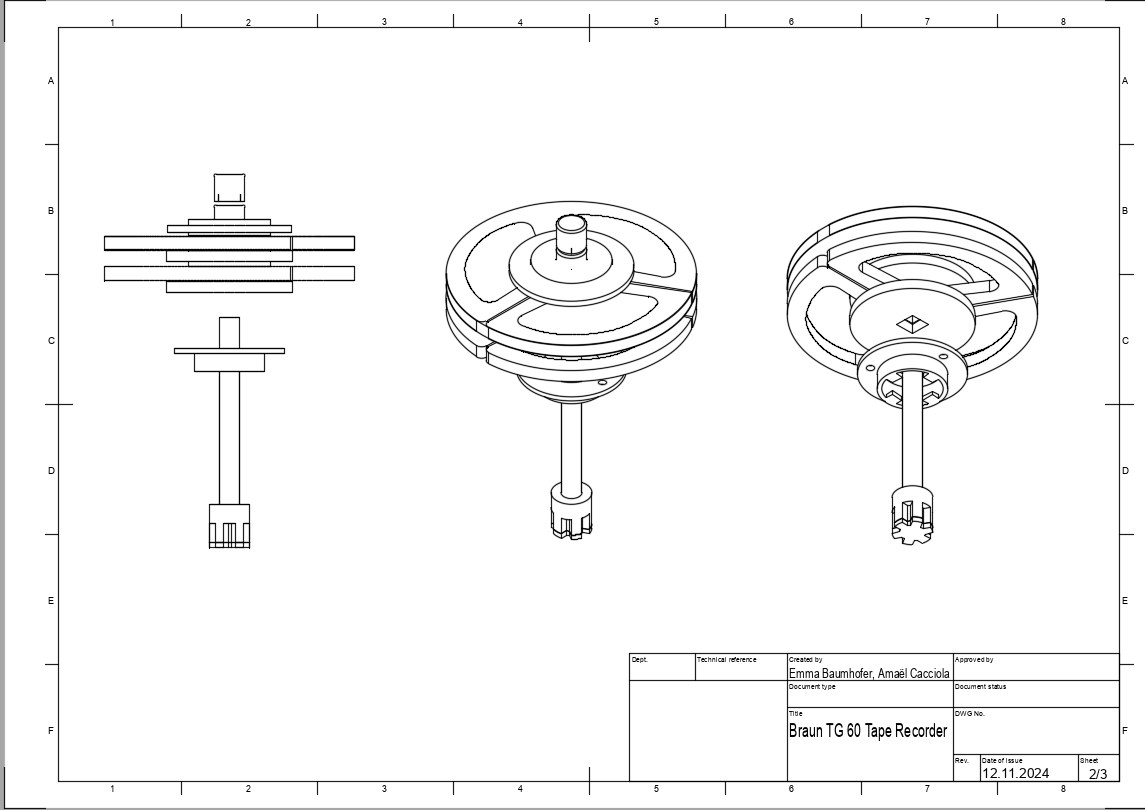 1 2 3 4 5 6 7 8
A A
B B
C C
D D
E E
F F
Dept.
Technical reference
Created by
Approved by
Emma Baumhofer, Amaël Cacciola
Document type
Document status
Title
DWG No.
Braun TG 60 Tape Recorder
Rev.
Date of issue
Sheet
12.11.2024
2/3
1 2 3 4 5 6 7 8